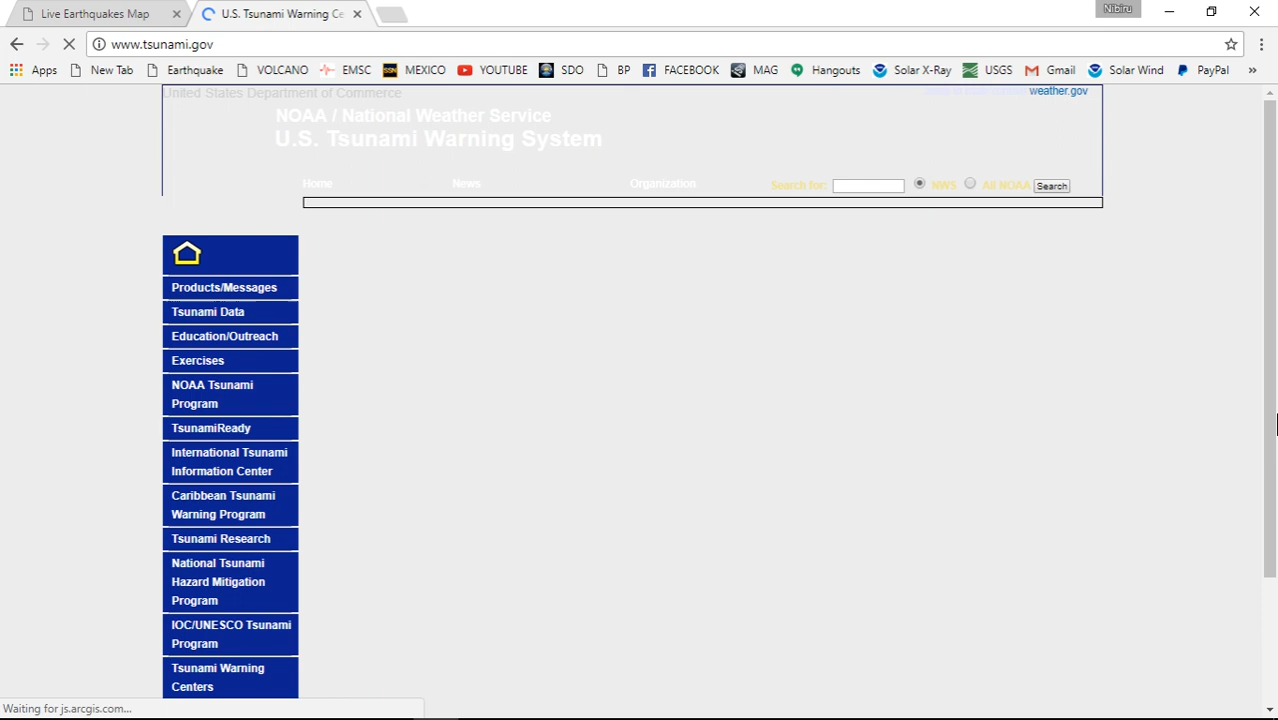 Live Earthquakes Map
U.S. Tsunami Warning Ce
Nibiru
www.tsunami.gov
Apps
New Tab
Earthquake
VOLCANO
EMSC
SSN
MEXICO
YOUTUBE
SDO
BP
FACEBOOK
MAG
Hangouts
Solar X-Ray
USGS
Gmail
Solar Wind
PayPal
»
United States Department of Commerce
weather.gov
NOAA / National Weather Service
U.S. Tsunami Warning System
Home
News
Organization
Search for:
NWS
All NOAA
Search
Products/Messages
Tsunami Data
Education/Outreach
Exercises
NOAA Tsunami
Program
TsunamiReady
International Tsunami
Information Center
Caribbean Tsunami
Warning Program
Tsunami Research
National Tsunami
Hazard Mitigation
Program
IOC/UNESCO Tsunami
Program
Tsunami Warning
Centers
Waiting for js.arcgis.com...